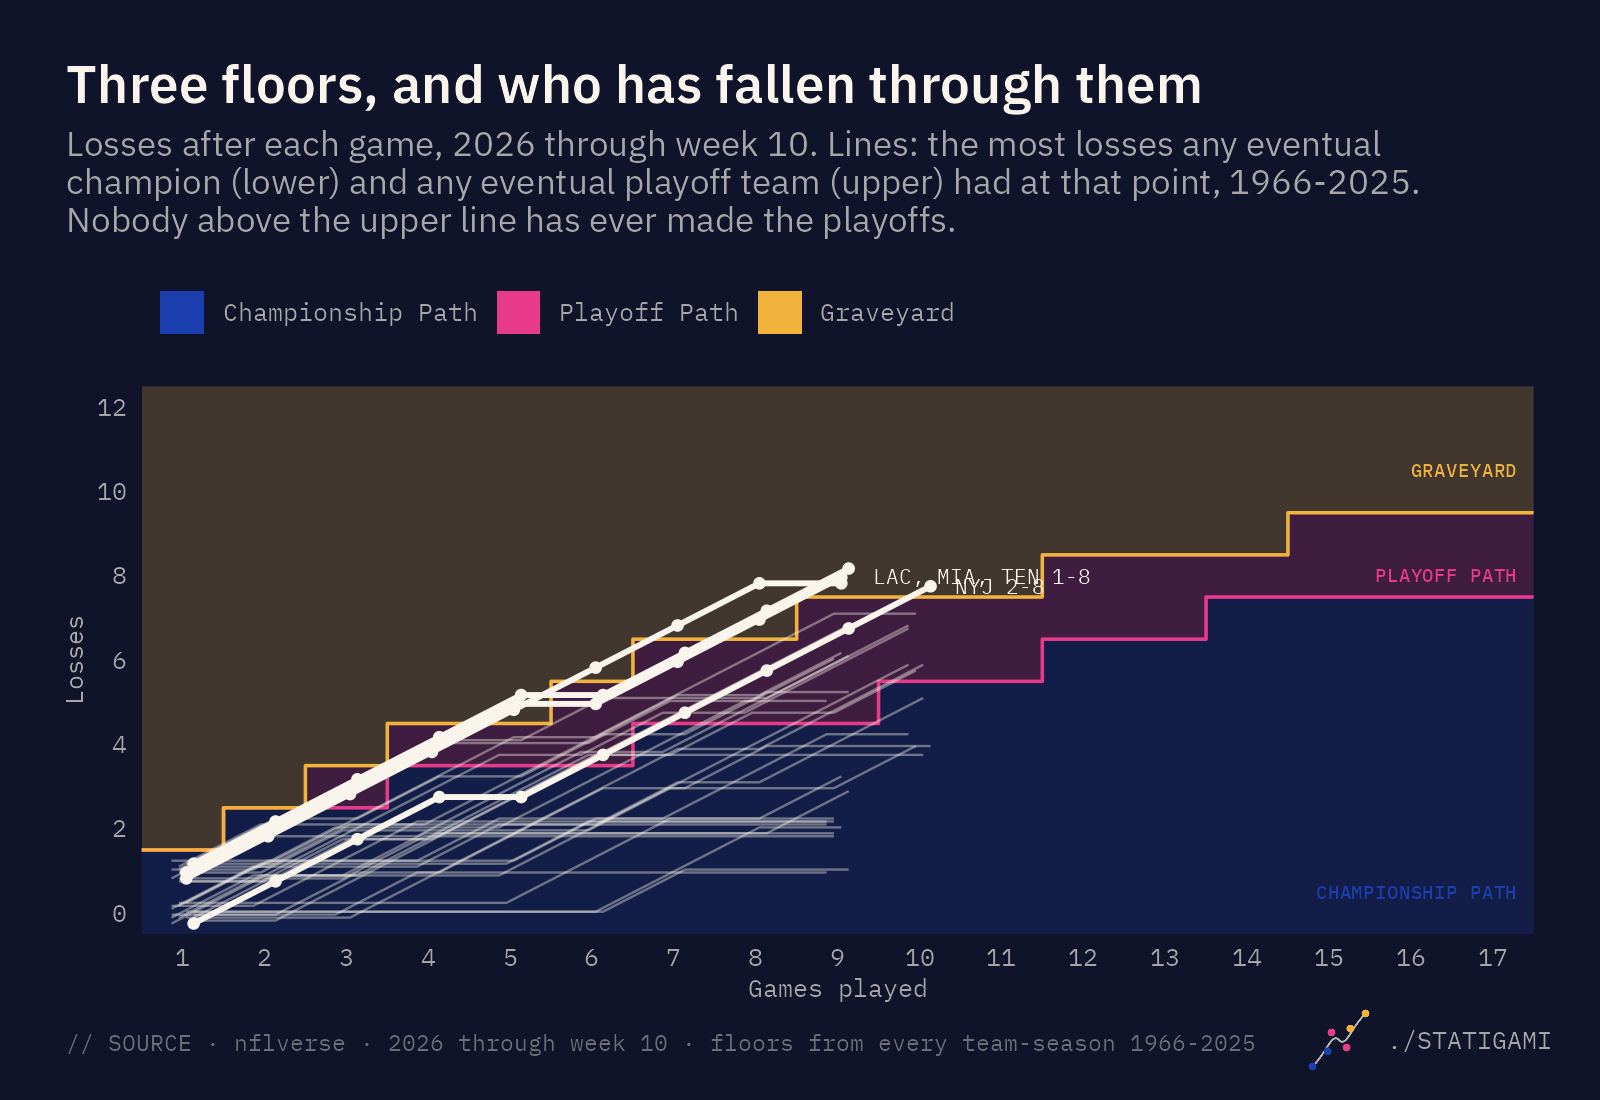 Three floors, and who has fallen through them
Losses after each game, 2026 through week 10. Lines: the most losses any eventual
champion (lower) and any eventual playoff team (upper) had at that point, 1966-2025.
Nobody above the upper line has ever made the playoffs.
Championship Path Playoff Path Graveyard
12
10
8
6
4
2
0
Losses
GRAVEYARD
PLAYOFF PATH
CHAMPIONSHIP PATH
LAC, MIA, TEN 1-8
NYJ 2-8
1 2 3 4 5 6 7 8 9 10 11 12 13 14 15 16 17
Games played
// SOURCE · nflverse · 2026 through week 10 · floors from every team-season 1966-2025
./STATIGAMI